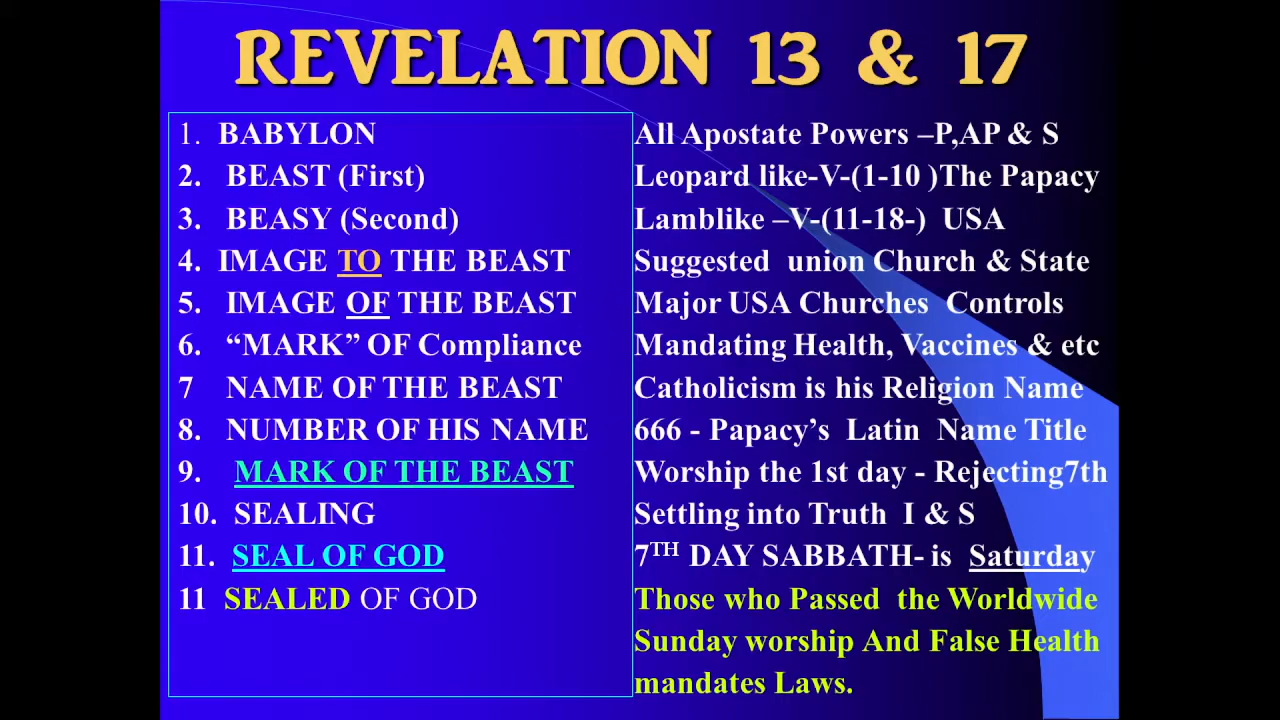 REVELATION 13 & 17
1. BABYLON All Apostate Powers –P,AP & S
2. BEAST (First) Leopard like-V-(1-10 )The Papacy
3. BEASY (Second) Lamblike –V-(11-18-) USA
4. IMAGE TO THE BEAST Suggested union Church & State
5. IMAGE OF THE BEAST Major USA Churches Controls
6. “MARK” OF Compliance Mandating Health, Vaccines & etc
7 NAME OF THE BEAST Catholicism is his Religion Name
8. NUMBER OF HIS NAME 666 - Papacy’s Latin Name Title
9. MARK OF THE BEAST Worship the 1st day - Rejecting7th
10. SEALING Settling into Truth I & S
11. SEAL OF GOD 7TH DAY SABBATH- is Saturday
11 SEALED OF GOD Those who Passed the Worldwide
Sunday worship And False Health
mandates Laws.